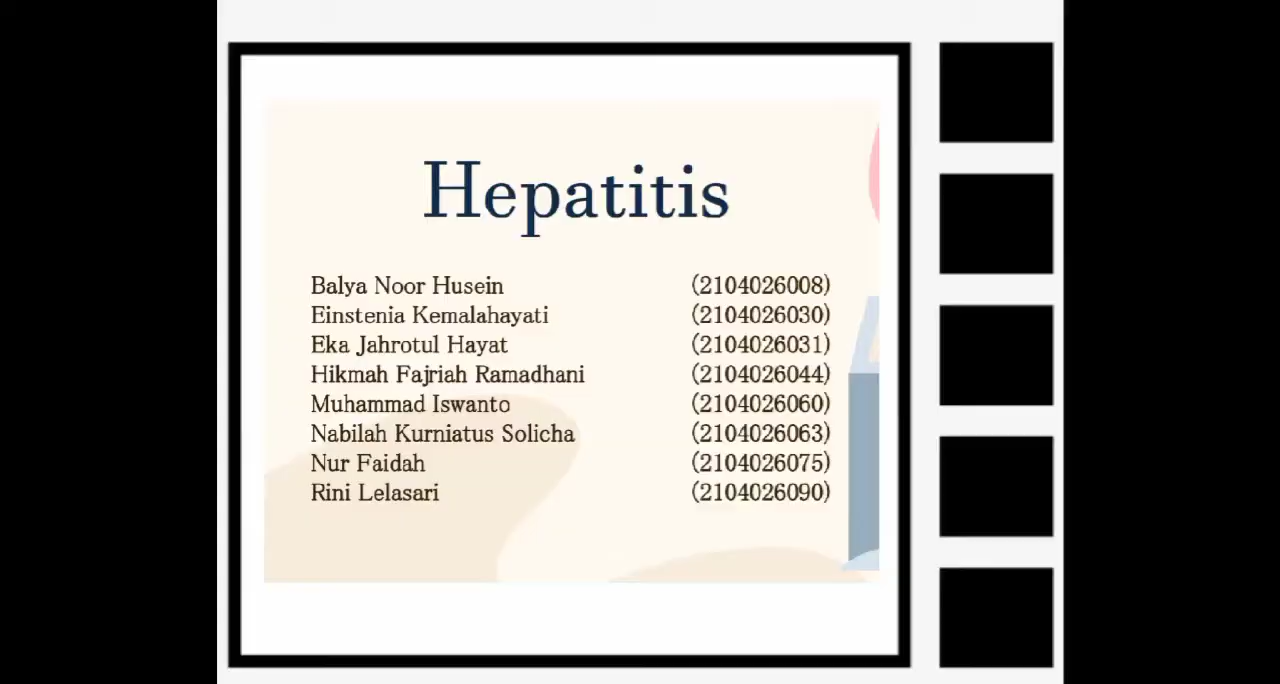 Hepatitis
Balya Noor Husein (2104026008)
Einstenia Kemalahayati (2104026030)
Eka Jahrotul Hayat (2104026031)
Hikmah Fajriah Ramadhani (2104026044)
Muhammad Iswanto (2104026060)
Nabilah Kurniatus Solicha (2104026063)
Nur Faidah (2104026075)
Rini Lelasari (2104026090)